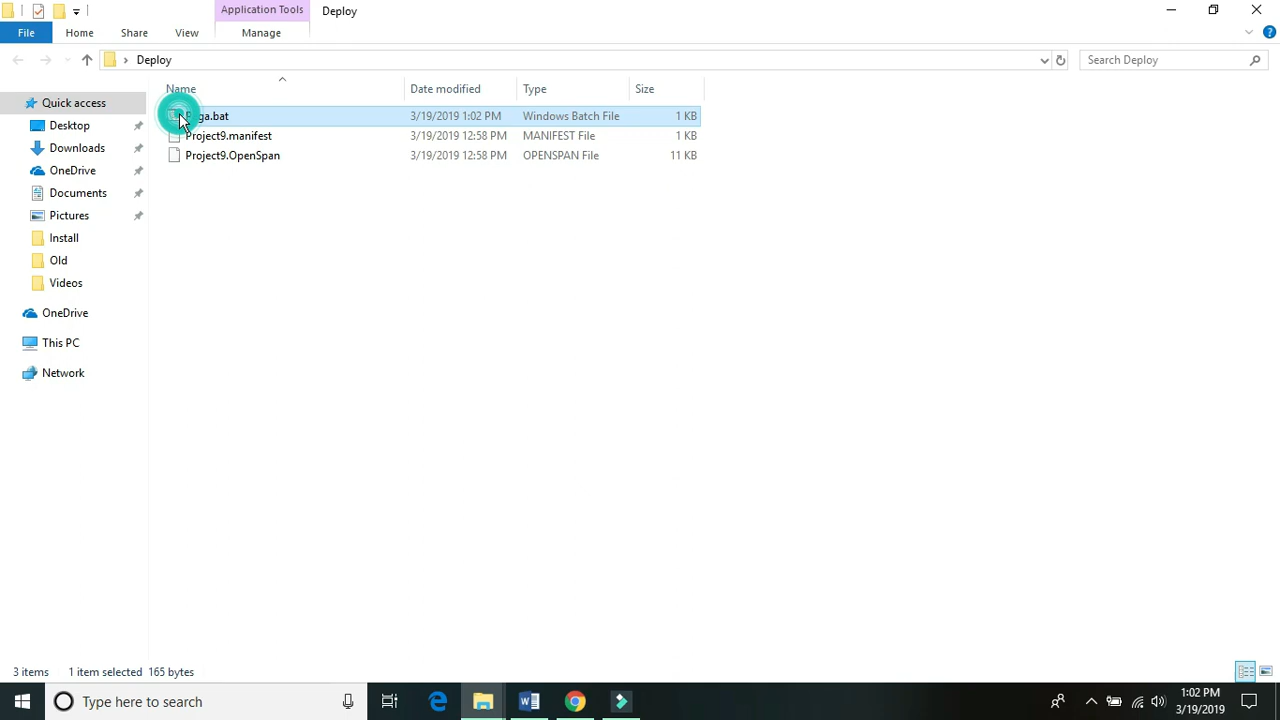 Application Tools
Deploy
File
Home
Share
View
Manage
Deploy
Search Deploy
Name
Date modified
Type
Size
3/19/2019 1:02 PM
Windows Batch File
1 KB
Project9.manifest
3/19/2019 12:58 PM
MANIFEST File
1 KB
Project9.OpenSpan
3/19/2019 12:58 PM
OPENSPAN File
11 KB
Quick access
Desktop
Downloads
OneDrive
Documents
Pictures
Install
Old
Videos
OneDrive
This PC
Network
3 items
1 item selected 165 bytes
Type here to search
1:02 PM
3/19/2019